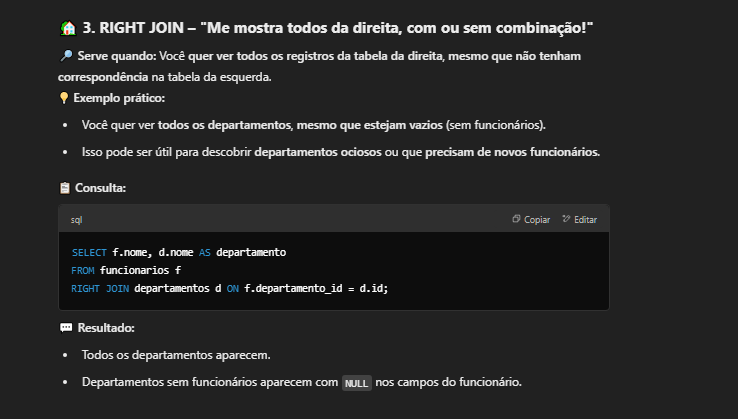 🏠 3. RIGHT JOIN – "Me mostra todos da direita, com ou sem combinação!"
🔎 Serve quando: Você quer ver todos os registros da tabela da direita, mesmo que não tenham
correspondência na tabela da esquerda.
💡 Exemplo prático:
• Você quer ver todos os departamentos, mesmo que estejam vazios (sem funcionários).
• Isso pode ser útil para descobrir departamentos ociosos ou que precisam de novos funcionários.
📋 Consulta:
sql Copiar Editar
SELECT f.nome, d.nome AS departamento
FROM funcionarios f
RIGHT JOIN departamentos d ON f.departamento_id = d.id;
💬 Resultado:
• Todos os departamentos aparecem.
• Departamentos sem funcionários aparecem com NULL nos campos do funcionário.